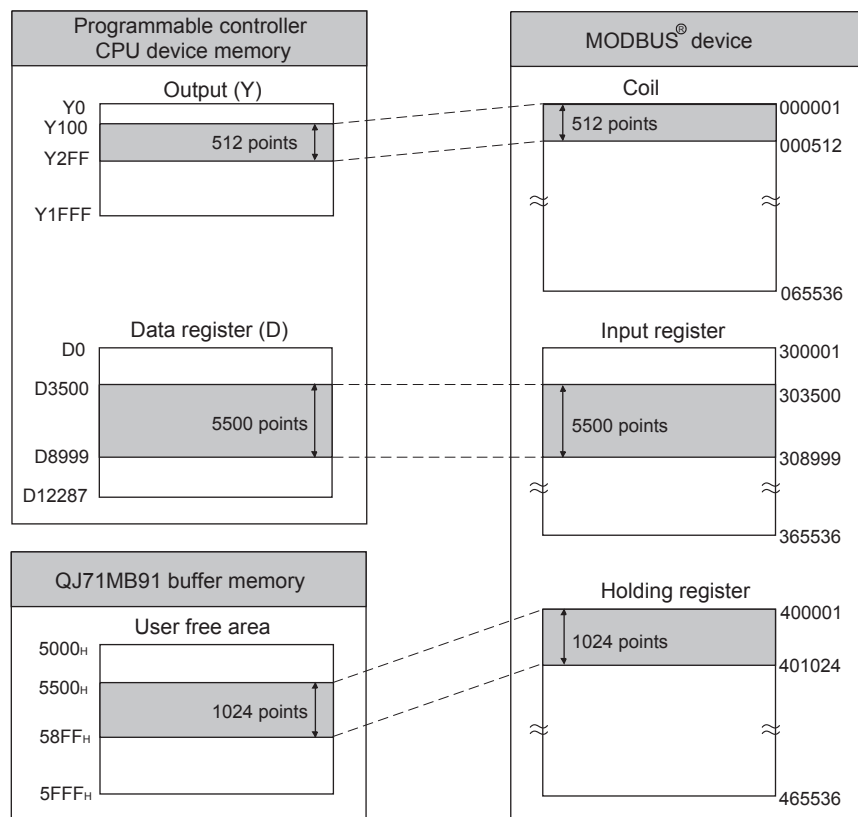 Programmable controller
CPU device memory
Output (Y)
Y0
Y100
512 points
Y2FF
Y1FFF
Data register (D)
D0
D3500
5500 points
D8999
D12287
QJ71MB91 buffer memory
User free area
5000H
5500H
1024 points
58FFH
5FFFH
MODBUS® device
Coil
000001
512 points
000512
065536
Input register
300001
303500
5500 points
308999
365536
Holding register
400001
1024 points
401024
465536